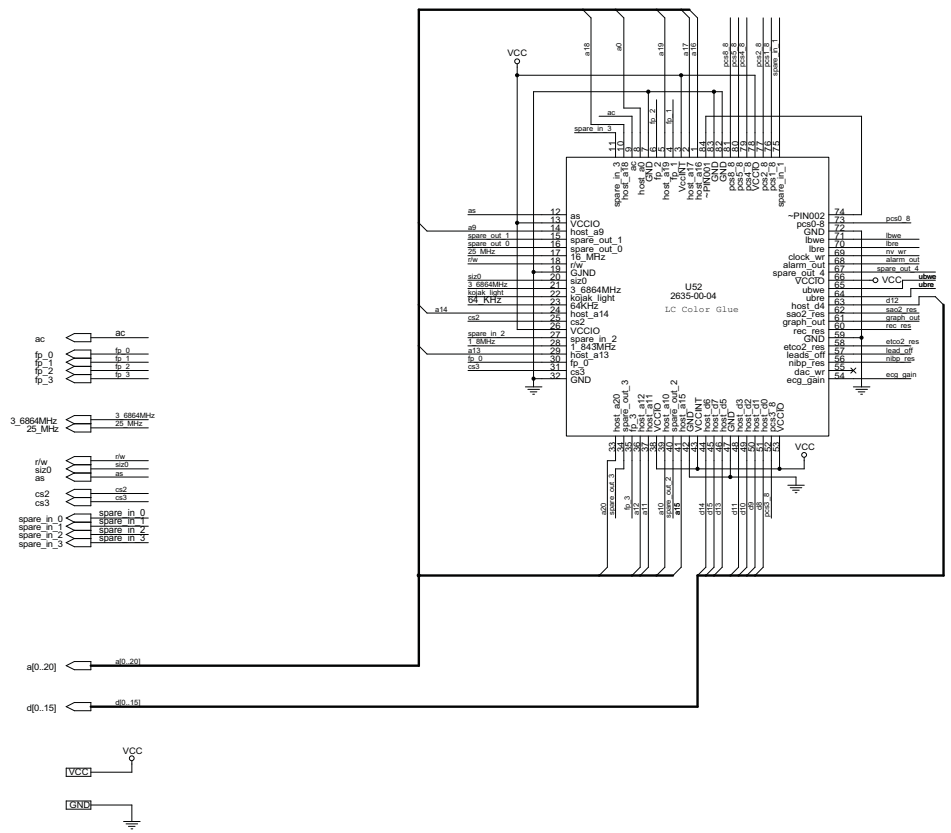 VCC
a18
a0
a19
a17
a16
pcs8_8
pcs5_8
pcs4_8
pcs2_8
pcs1_8
spare_in_1
fp_2
fp_1
ac
spare_in_3
11
10
9
8
7
6
5
4
3
2
1
84
83
82
81
80
79
78
77
76
75
spare_in_3
host_a18
ac
host_a0
GND
fp_2
host_a19
fp_1
VccINT
host_a17
host_a16
~PIN001
GND
GND
pcs8_8
pcs5_8
pcs4_8
VCCIO
pcs2_8
pcs1_8
spare_in_1
as 12 as
13 VCCIO
a9 14 host_a9
spare_out_1 15 spare_out_1
spare_out_0 16 spare_out_0
25_MHz 17 16_MHz
r/w 18 r/w
19 GJND
siz0 20 siz0
3_6864MHz 21 3_6864MHz
kojak_light 22 kojak_light
64_KHz 23 64KHz
a14 24 host_a14
cs2 25 cs2
26 VCCIO
spare_in_2 27 spare_in_2
1_8MHz 28 1_843MHz
a13 29 host_a13
fp_0 30 fp_0
cs3 31 cs3
32 GND
U52
2635-00-04
LC Color Glue
~PIN002 74
pcs0-8 73 pcs0_8
GND 72
lbwe 71 lbwe
lbre 70 lbre
clock_wr 69 nv_wr
alarm_out 68 alarm_out
spare_out_4 67 spare_out_4
VCCIO 66 VCC
ubwe 65 ubwe
ubre 64 ubre
host_d4 63 d12
sao2_res 62 sao2_res
graph_out 61 graph_out
rec_res 60 rec_res
GND 59
etco2_res 58 etco2_res
leads_off 57 lead_off
nibp_res 56 nibp_res
dac_wr 55
ecg_gain 54 ecg_gain
host_a20
spare_out_3
fp_3
host_a12
host_a11
VCCIO
host_a10
spare_out_2
host_a15
GND
VCCINT
host_d6
host_d7
host_d5
GND
host_d3
host_d2
host_d1
host_d0
pcs3_8
VCCIO
33
34
35
36
37
38
39
40
41
42
43
44
45
46
47
48
49
50
51
52
53
VCC
a20
spare_out_3
fp_3
a12
a11
a10
spare_out_2
a15
d14
d15
d13
d11
d10
d9
d8
pcs3_8
ac ac
fp_0 fp_0
fp_1 fp_1
fp_2 fp_2
fp_3 fp_3
3_6864MHz 3_6864MHz
25_MHz 25_MHz
r/w r/w
siz0 siz0
as as
cs2 cs2
cs3 cs3
spare_in_0 spare_in_0
spare_in_1 spare_in_1
spare_in_2 spare_in_2
spare_in_3 spare_in_3
a[0..20] a[0..20]
d[0..15] d[0..15]
VCC
VCC
GND